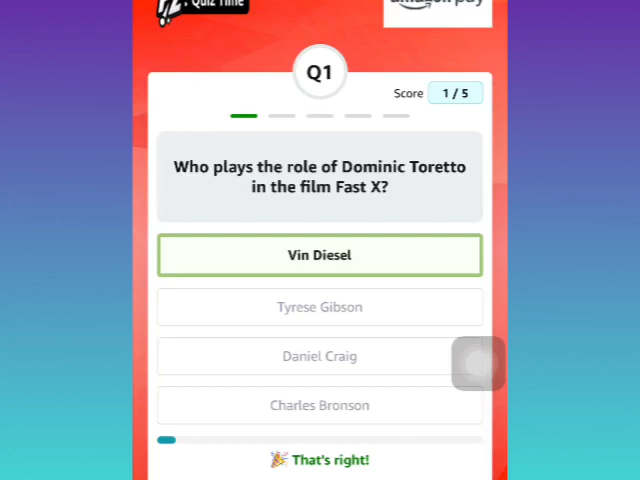 Quiz Time
amazon pay
Q1
Score 1 / 5
Who plays the role of Dominic Toretto
in the film Fast X?
Vin Diesel
Tyrese Gibson
Daniel Craig
Charles Bronson
That's right!